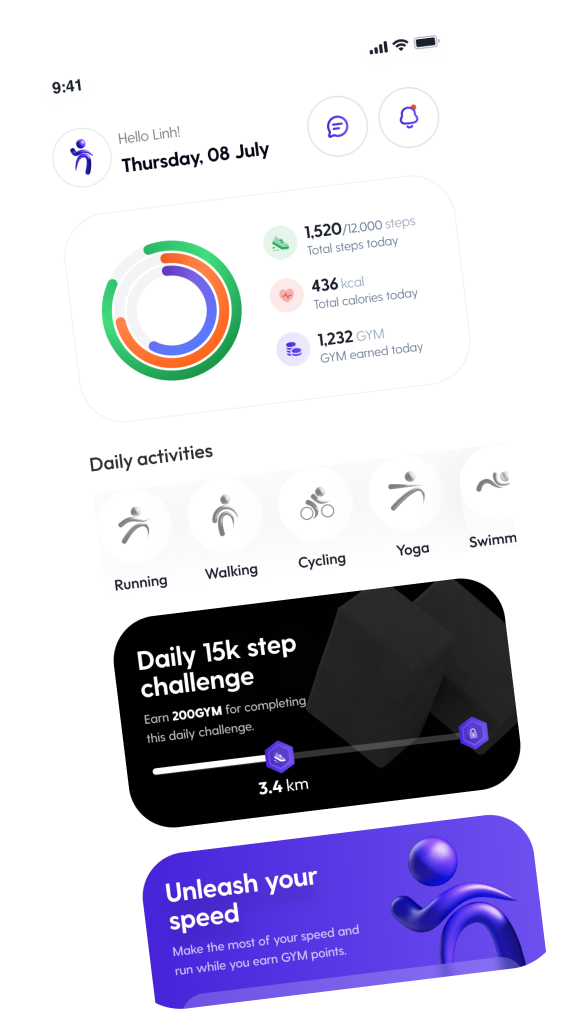 9:41
Hello Linh!
Thursday, 08 July
1,520/12.000 steps
Total steps today
436 kcal
Total calories today
1,232 GYM
GYM earned today
Daily activities
Running
Walking
Cycling
Yoga
Swimm
Daily 15k step
challenge
Earn 200GYM for completing
this daily challenge.
3.4 km
Unleash your
speed
Make the most of your speed and
run while you earn GYM points.